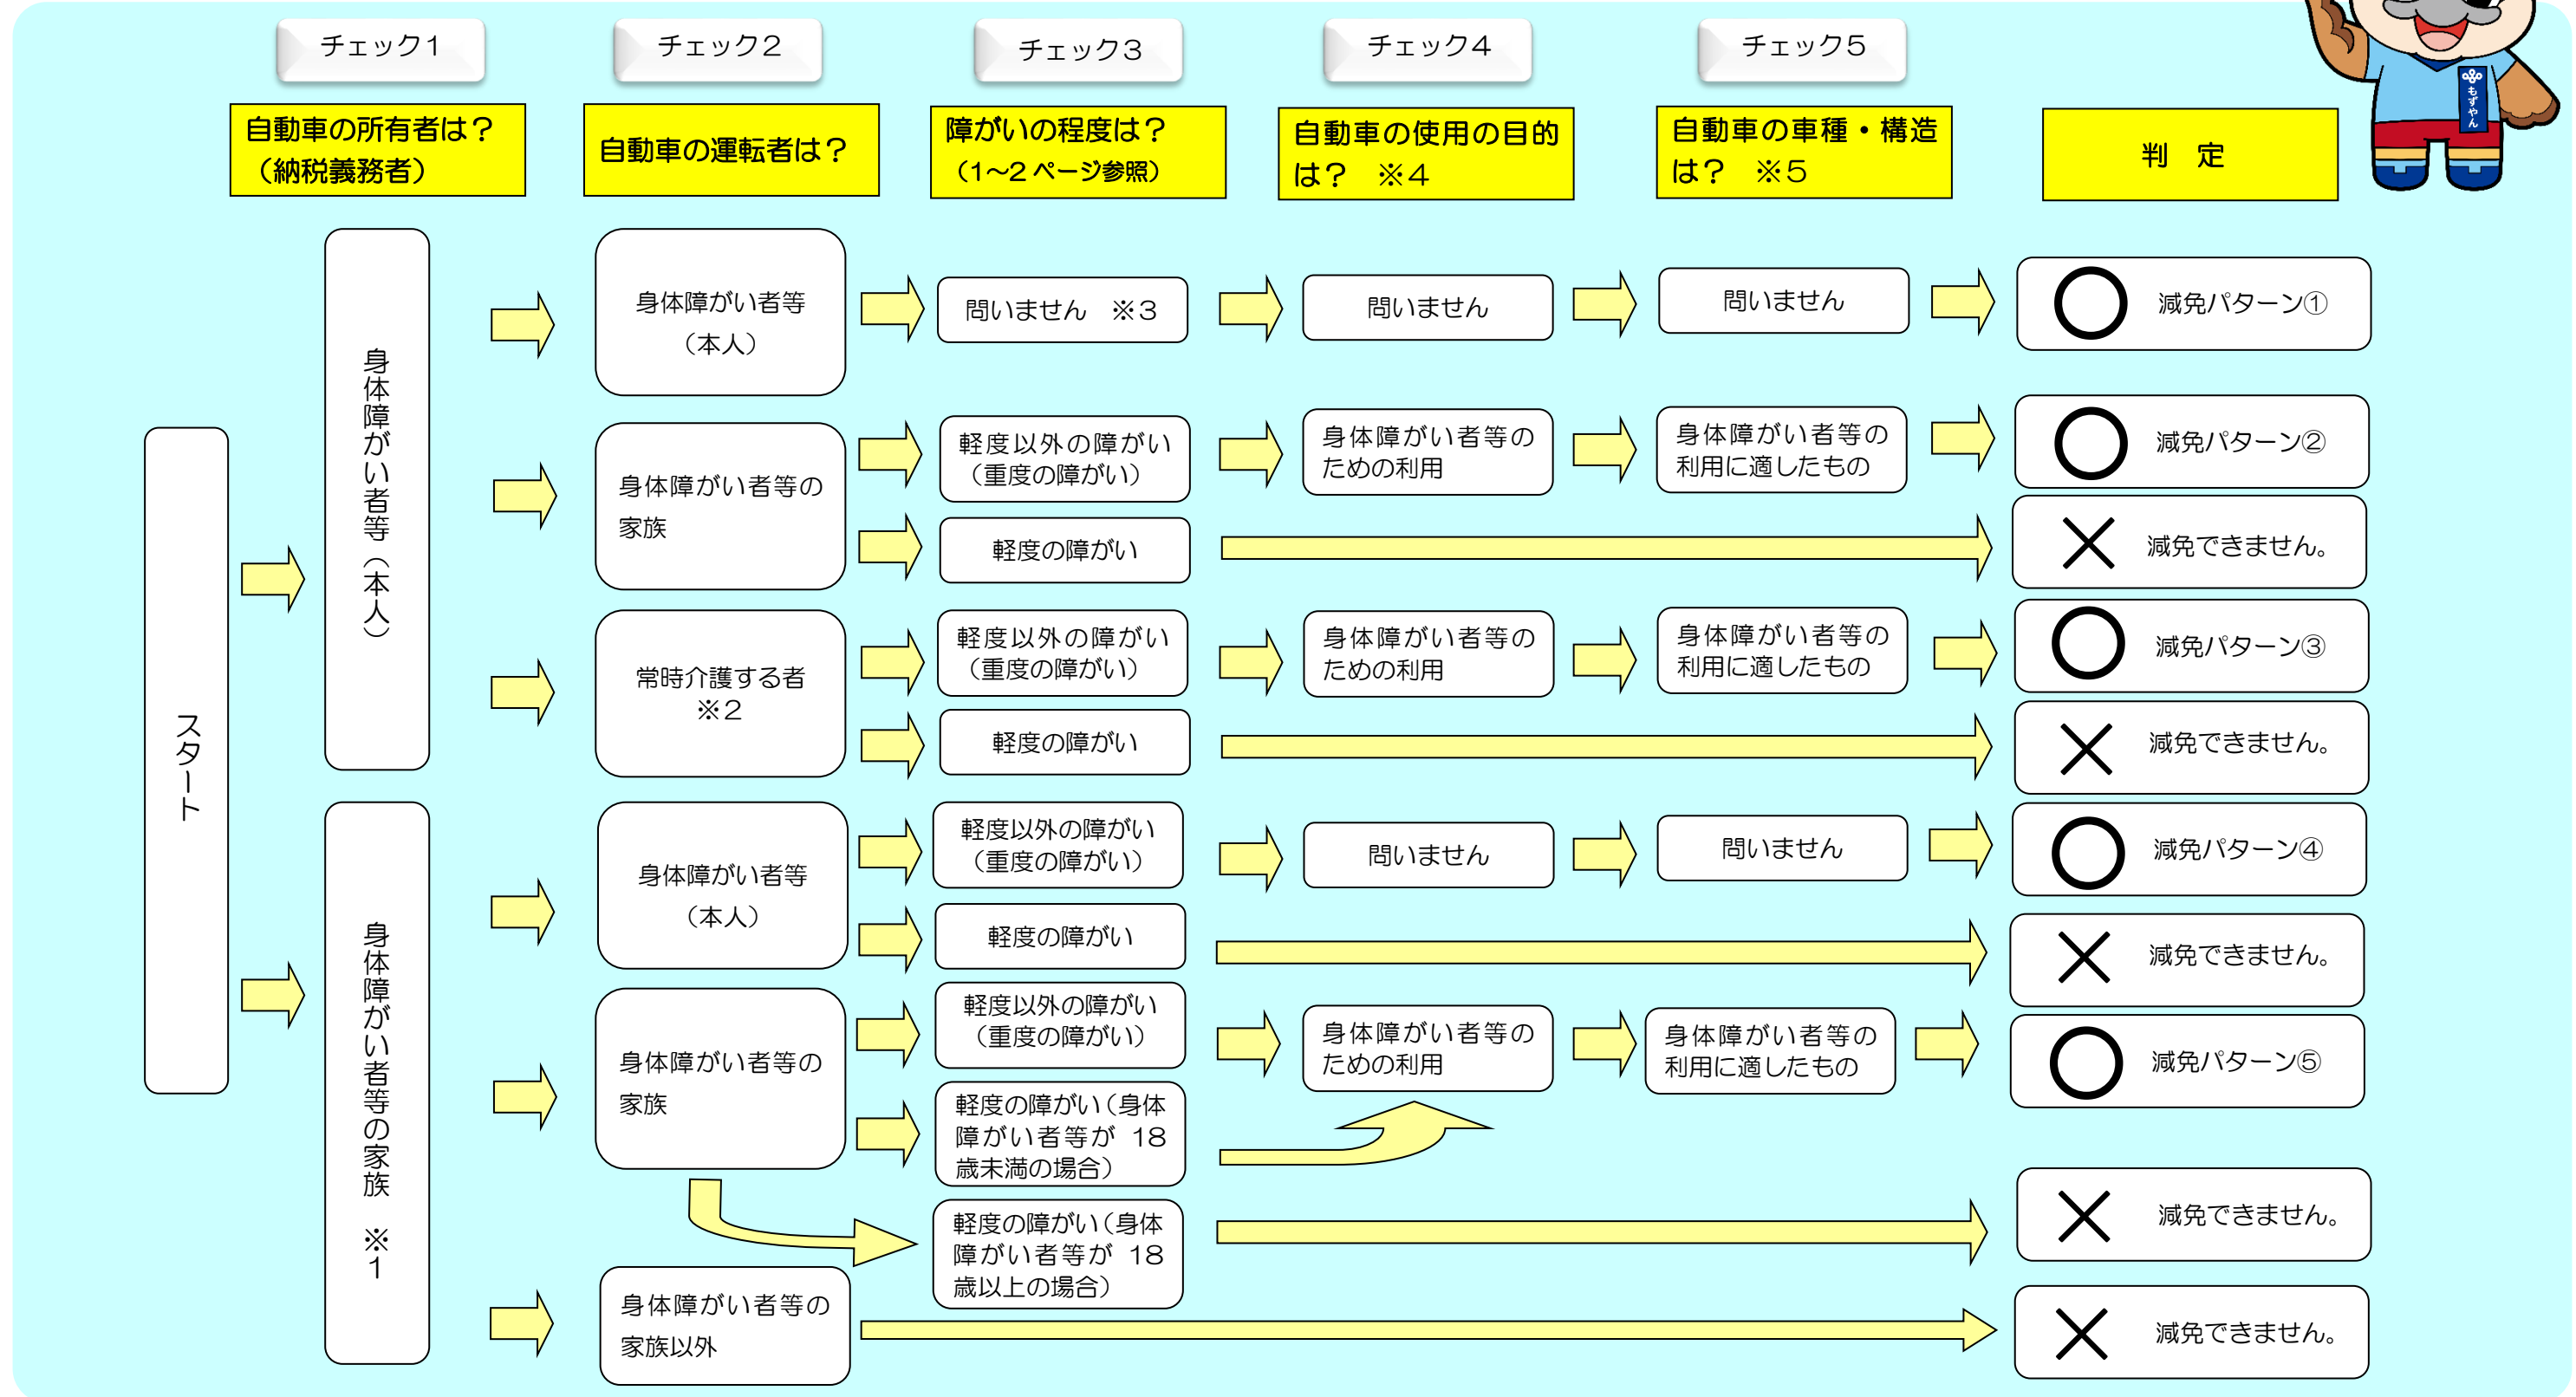 チェック1
チェック2
チェック3
チェック4
チェック5
自動車の所有者は？
（納税義務者）
自動車の運転者は？
障がいの程度は？
（1～2 ページ参照）
自動車の使用の目的
は？　※4
自動車の車種・構造
は？　※5
判　定
もずやん
スタート
身体障がい者等（本人）
身体障がい者等
（本人）
問いません　※3
問いません
問いません
減免パターン①
身体障がい者等の
家族
軽度以外の障がい
（重度の障がい）
身体障がい者等の
ための利用
身体障がい者等の
利用に適したもの
減免パターン②
軽度の障がい
減免できません。
常時介護する者
※2
軽度以外の障がい
（重度の障がい）
身体障がい者等の
ための利用
身体障がい者等の
利用に適したもの
減免パターン③
軽度の障がい
減免できません。
身体障がい者等の家族　※1
身体障がい者等
（本人）
軽度以外の障がい
（重度の障がい）
問いません
問いません
減免パターン④
軽度の障がい
減免できません。
身体障がい者等の
家族
軽度以外の障がい
（重度の障がい）
身体障がい者等の
ための利用
身体障がい者等の
利用に適したもの
減免パターン⑤
軽度の障がい（身体
障がい者等が 18
歳未満の場合）
軽度の障がい（身体
障がい者等が 18
歳以上の場合）
減免できません。
身体障がい者等の
家族以外
減免できません。